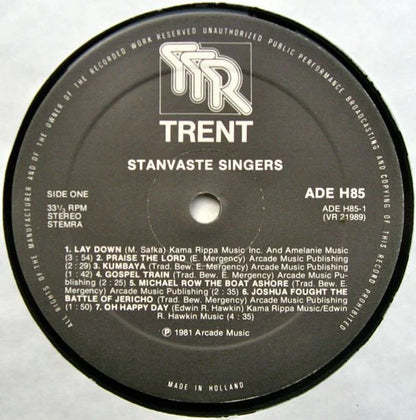 ALL RIGHTS OF THE MANUFACTURER AND OF THE OWNER OF THE RECORDED WORK RESERVED UNAUTHORIZED PUBLIC PERFORMANCE BROADCASTING AND COPYING OF THIS RECORD PROHIBITED
TTR
TRENT
STANVASTE SINGERS
SIDE ONE
33⅓ RPM
STEREO
STEMRA
ADE H85
ADE H85-1
(VR 21989)
1. LAY DOWN (M. Safka) Kama Rippa Music Inc. And Amelanie Music
(3 : 54) 2. PRAISE THE LORD (E. Mergency) Arcade Music Publishing
(2 : 29) 3. KUMBAYA (Trad. Bew. E. Mergency) Arcade Music Publishing
(1 : 42) 4. GOSPEL TRAIN (Trad. Bew. E. Mergency) Arcade Music Pu-
blishing (2 : 25) 5. MICHAEL ROW THE BOAT ASHORE (Trad. Bew. E.
Mergency) Arcade Music Publishing (2 : 35) 6. JOSHUA FOUGHT THE
BATTLE OF JERICHO (Trad. Bew. E. Mergency) Arcade Music Publishing
(1 : 50) 7. OH HAPPY DAY (Edwin R. Hawkin) Kama Rippa Music/Edwin
R. Hawkin Music (4 : 35)
℗ 1981 Arcade Music
MADE IN HOLLAND